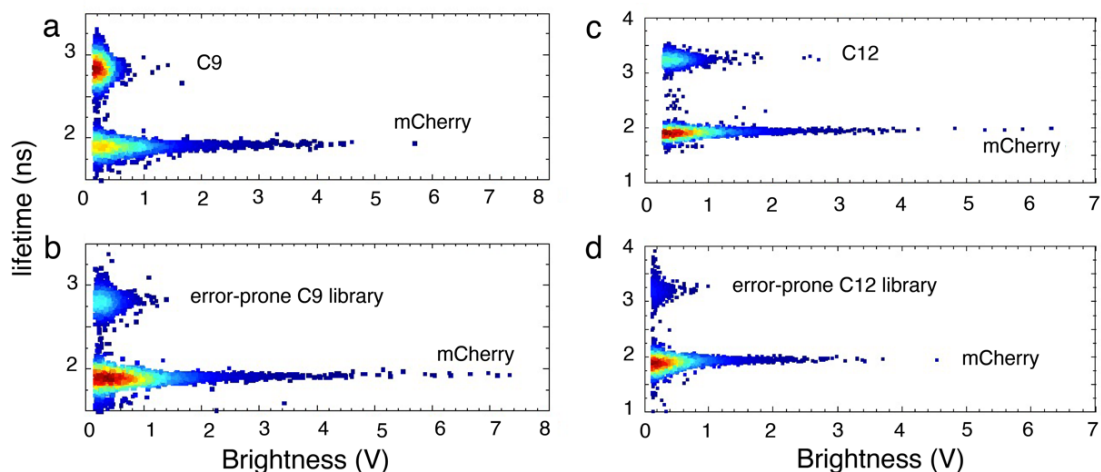 a
3
C9
mCherry
2
0 1 2 3 4 5 6 7 8
c
4
C12
3
2
mCherry
1
0 1 2 3 4 5 6 7
lifetime (ns)
b
3
error-prone C9 library
mCherry
2
0 1 2 3 4 5 6 7 8
Brightness (V)
d
4
error-prone C12 library
3
2
mCherry
1
0 1 2 3 4 5 6 7
Brightness (V)